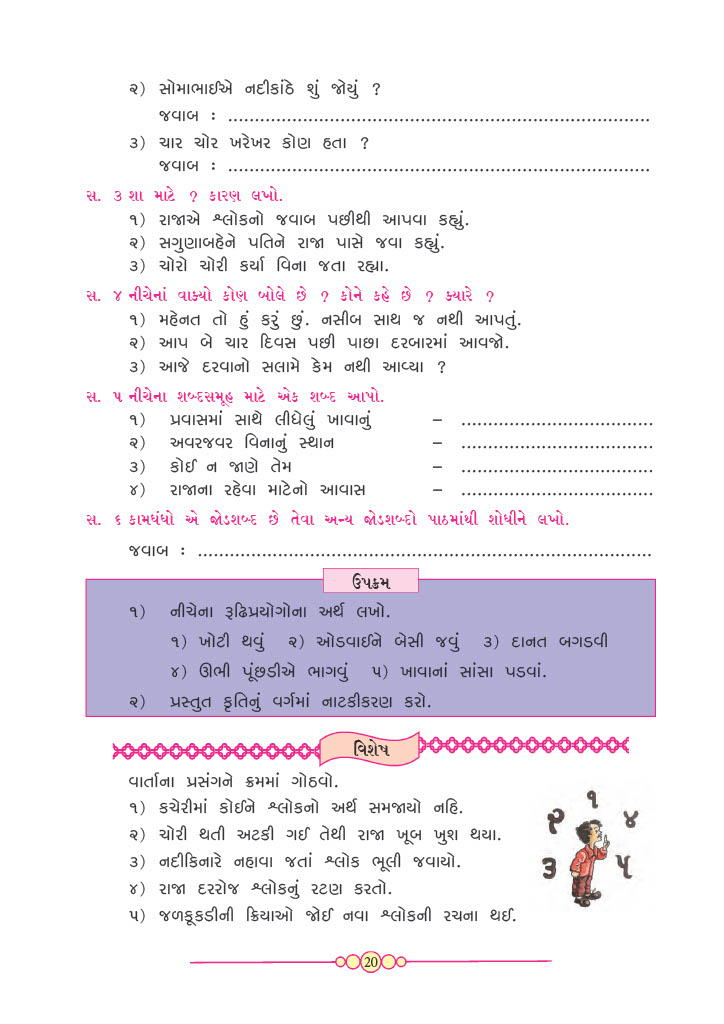 ૨) સોમાભાઈએ નદીકાંઠે શું જોયું ?
જવાબ : ................................................................................
૩) ચાર ચોર ખરેખર કોણ હતા ?
જવાબ : ................................................................................
સ. ૩ શા માટે ? કારણ લખો.
૧) રાજાએ શ્લોકનો જવાબ પછીથી આપવા કહ્યું.
૨) સગુણાબહેને પતિને રાજા પાસે જવા કહ્યું.
૩) ચોરો ચોરી કર્યા વિના જતા રહ્યા.
સ. ૪ નીચેનાં વાક્યો કોણ બોલે છે ? કોને કહે છે ? ક્યારે ?
૧) મહેનત તો હું કરું છું. નસીબ સાથ જ નથી આપતું.
૨) આપ બે ચાર દિવસ પછી પાછા દરબારમાં આવજો.
૩) આજે દરવાનો સલામે કેમ નથી આવ્યા ?
સ. ૫ નીચેના શબ્દસમૂહ માટે એક શબ્દ આપો.
૧) પ્રવાસમાં સાથે લીધેલું ખાવાનું – ....................................
૨) અવરજવર વિનાનું સ્થાન – ....................................
૩) કોઈ ન જાણે તેમ – ....................................
૪) રાજાના રહેવા માટેનો આવાસ – ....................................
સ. ૬ કામધંધો એ જોડશબ્દ છે તેવા અન્ય જોડશબ્દો પાઠમાંથી શોધીને લખો.
જવાબ : ......................................................................................
ઉપક્રમ
૧) નીચેના રૂઢિપ્રયોગોના અર્થ લખો.
૧) ખોટી થવું ૨) ઓડવાઈને બેસી જવું ૩) દાનત બગડવી
૪) ઊભી પૂંછડીએ ભાગવું ૫) ખાવાનાં સાંસા પડવાં.
૨) પ્રસ્તુત કૃતિનું વર્ગમાં નાટકીકરણ કરો.
વિશેષ
વાર્તાના પ્રસંગને ક્રમમાં ગોઠવો.
૧) કચેરીમાં કોઈને શ્લોકનો અર્થ સમજાયો નહિ.
૨) ચોરી થતી અટકી ગઈ તેથી રાજા ખૂબ ખુશ થયા.
૩) નદીકિનારે નહાવા જતાં શ્લોક ભૂલી જવાયો.
૪) રાજા દરરોજ શ્લોકનું રટણ કરતો.
૫) જળકૂકડીની ક્રિયાઓ જોઈ નવા શ્લોકની રચના થઈ.
૧
૨ ૪
૩ ૫
20